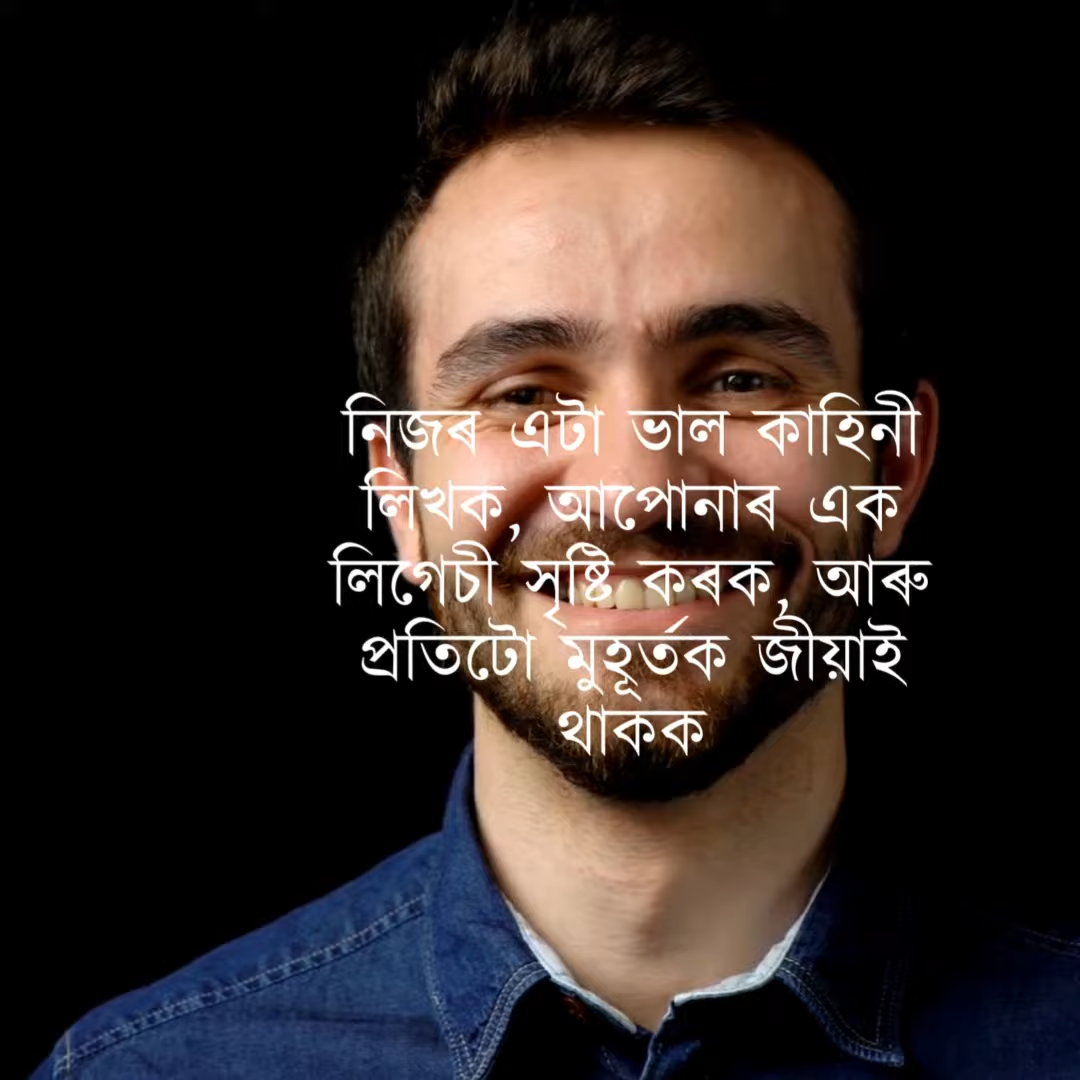 নিজৰ এটা ভাল কাহিনী
লিখক, আপোনাৰ এক
লিগেচী সৃষ্টি কৰক, আৰু
প্ৰতিটো মুহূৰ্তক জীয়াই
থাকক